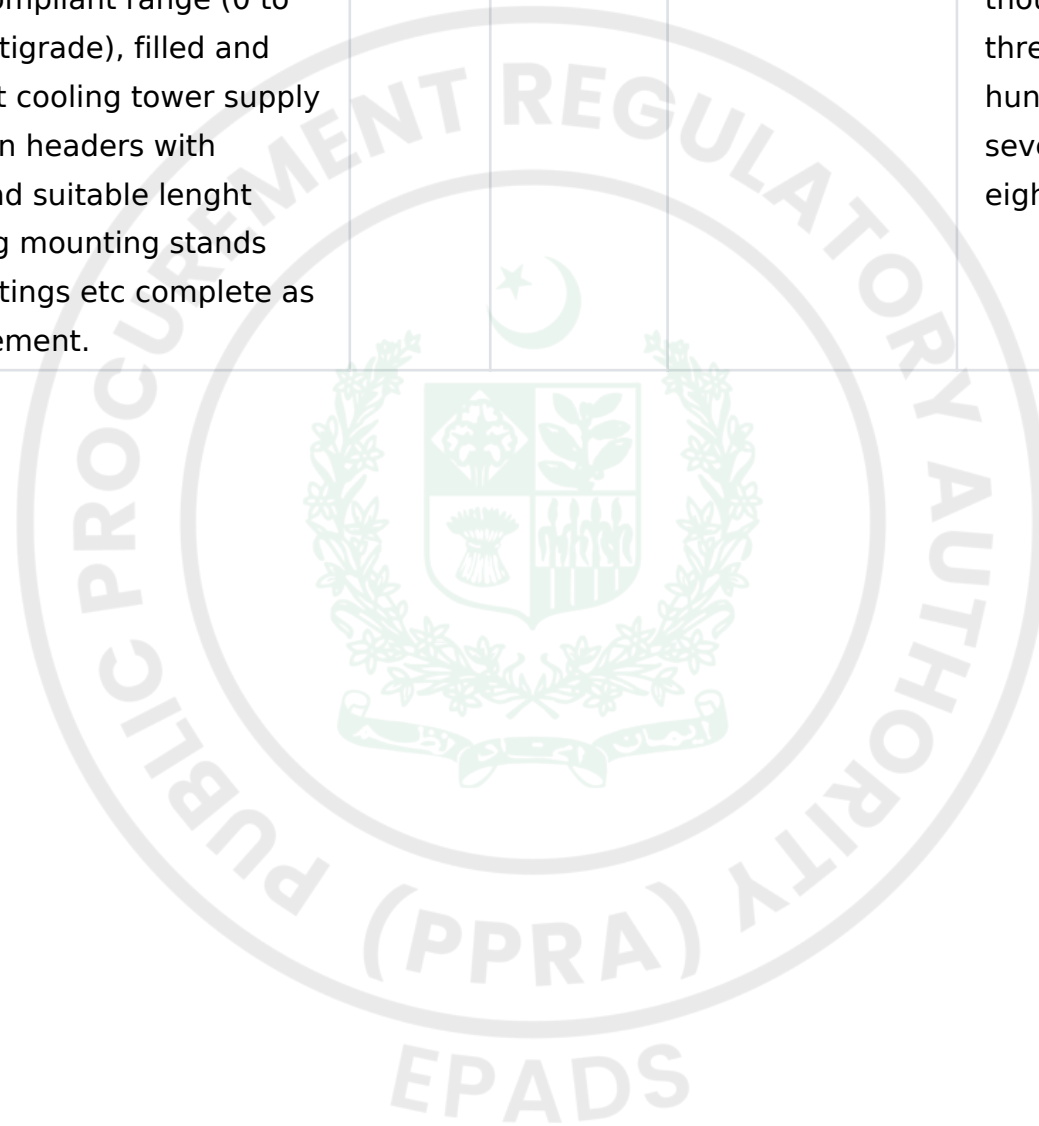 ompliant range (0 to
tigrade), filled and
t cooling tower supply
n headers with
nd suitable lenght
g mounting stands
tings etc complete as
ement.
thou
thre
hun
seve
eigh
PUBLIC PROCUREMENT REGULATORY AUTHORITY
(PPRA)
EPADS